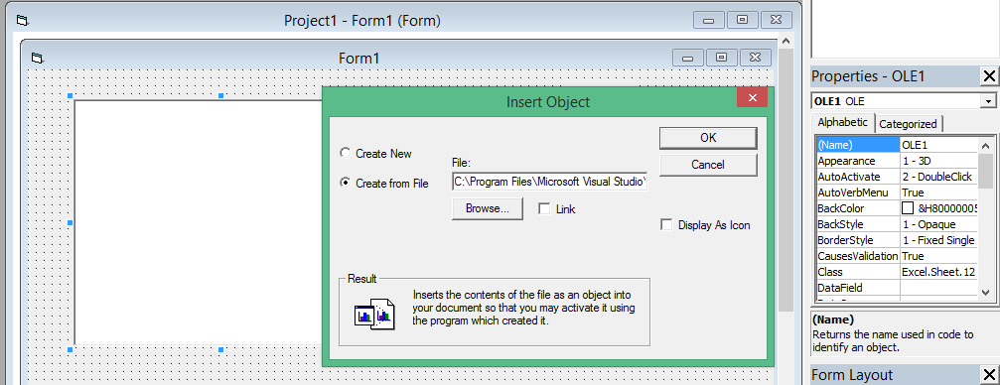 Project1 - Form1 (Form)
Form1
Insert Object
Create New
Create from File
File:
C:\Program Files\Microsoft Visual Studio\
Browse...
Link
OK
Cancel
Display As Icon
Result
Inserts the contents of the file as an object into
your document so that you may activate it using
the program which created it.
Properties - OLE1
OLE1 OLE
Alphabetic Categorized
(Name) OLE1
Appearance 1 - 3D
AutoActivate 2 - DoubleClick
AutoVerbMenu True
BackColor &H80000005
BackStyle 1 - Opaque
BorderStyle 1 - Fixed Single
CausesValidation True
Class Excel.Sheet.12
DataField
(Name)
Returns the name used in code to
identify an object.
Form Layout